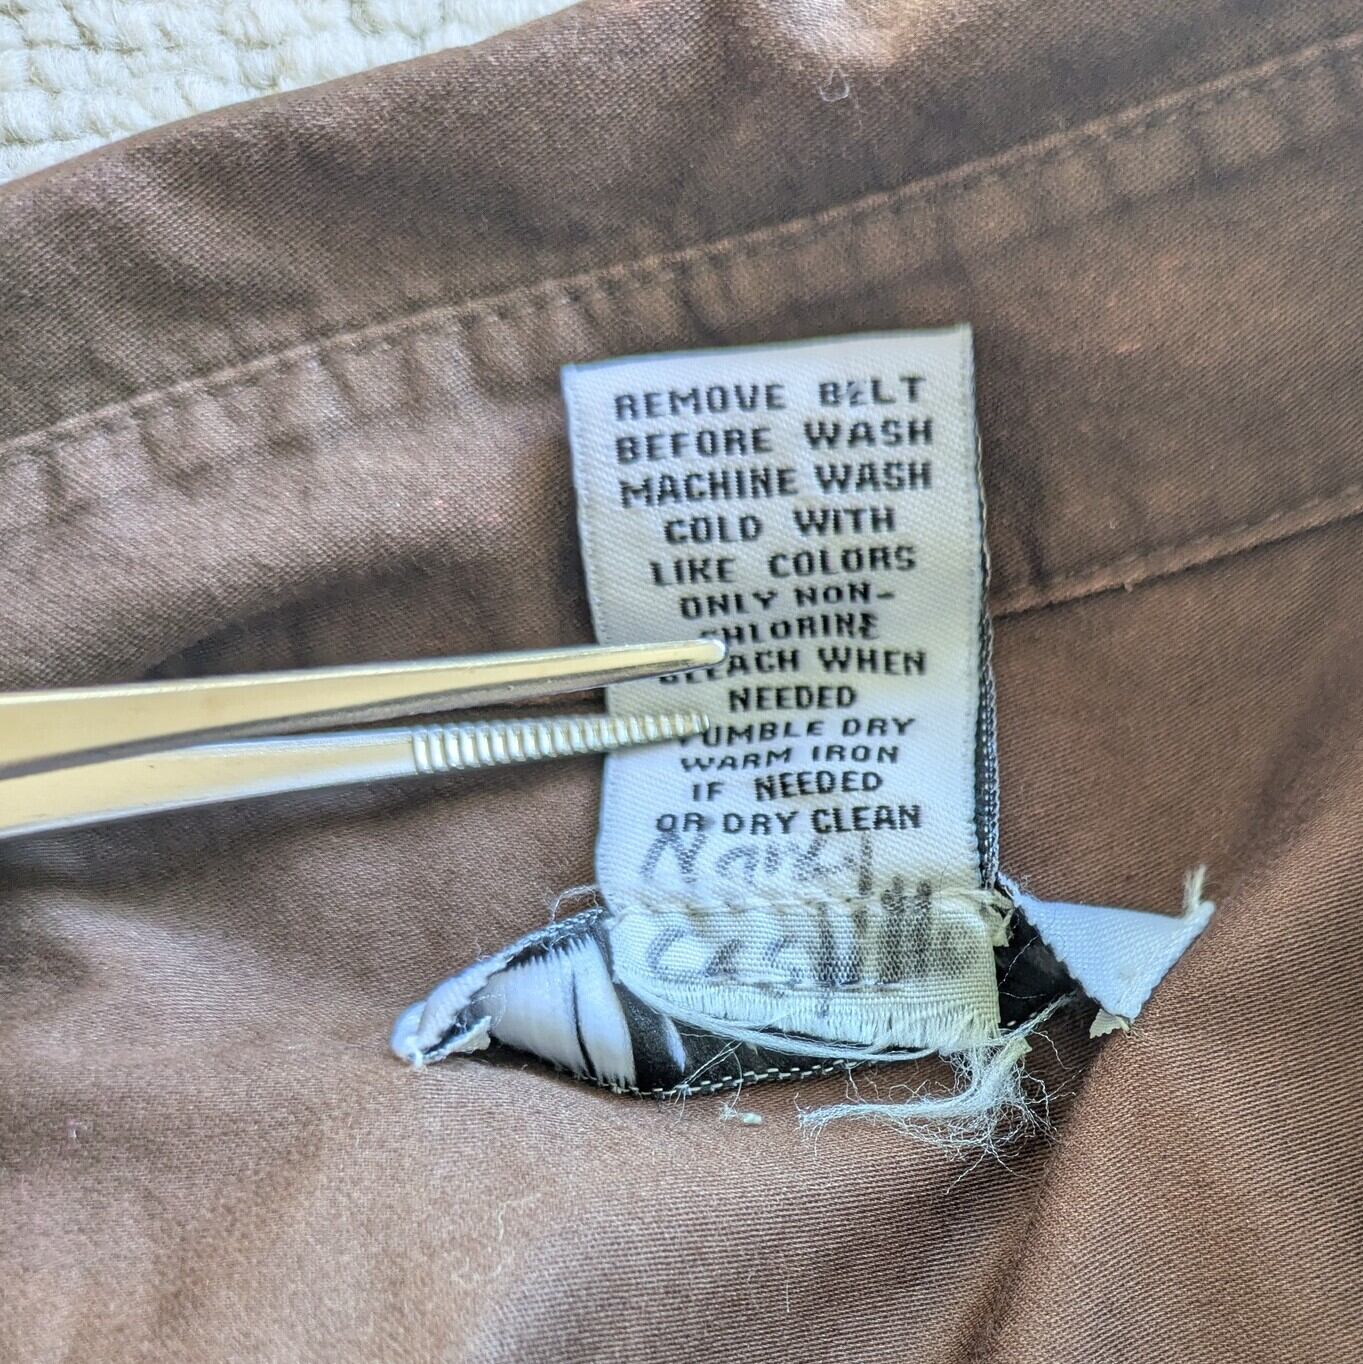 REMOVE BELT
BEFORE WASH
MACHINE WASH
COLD WITH
LIKE COLORS
ONLY NON-
CHLORINE
BLEACH WHEN
NEEDED
TUMBLE DRY
WARM IRON
IF NEEDED
OR DRY CLEAN